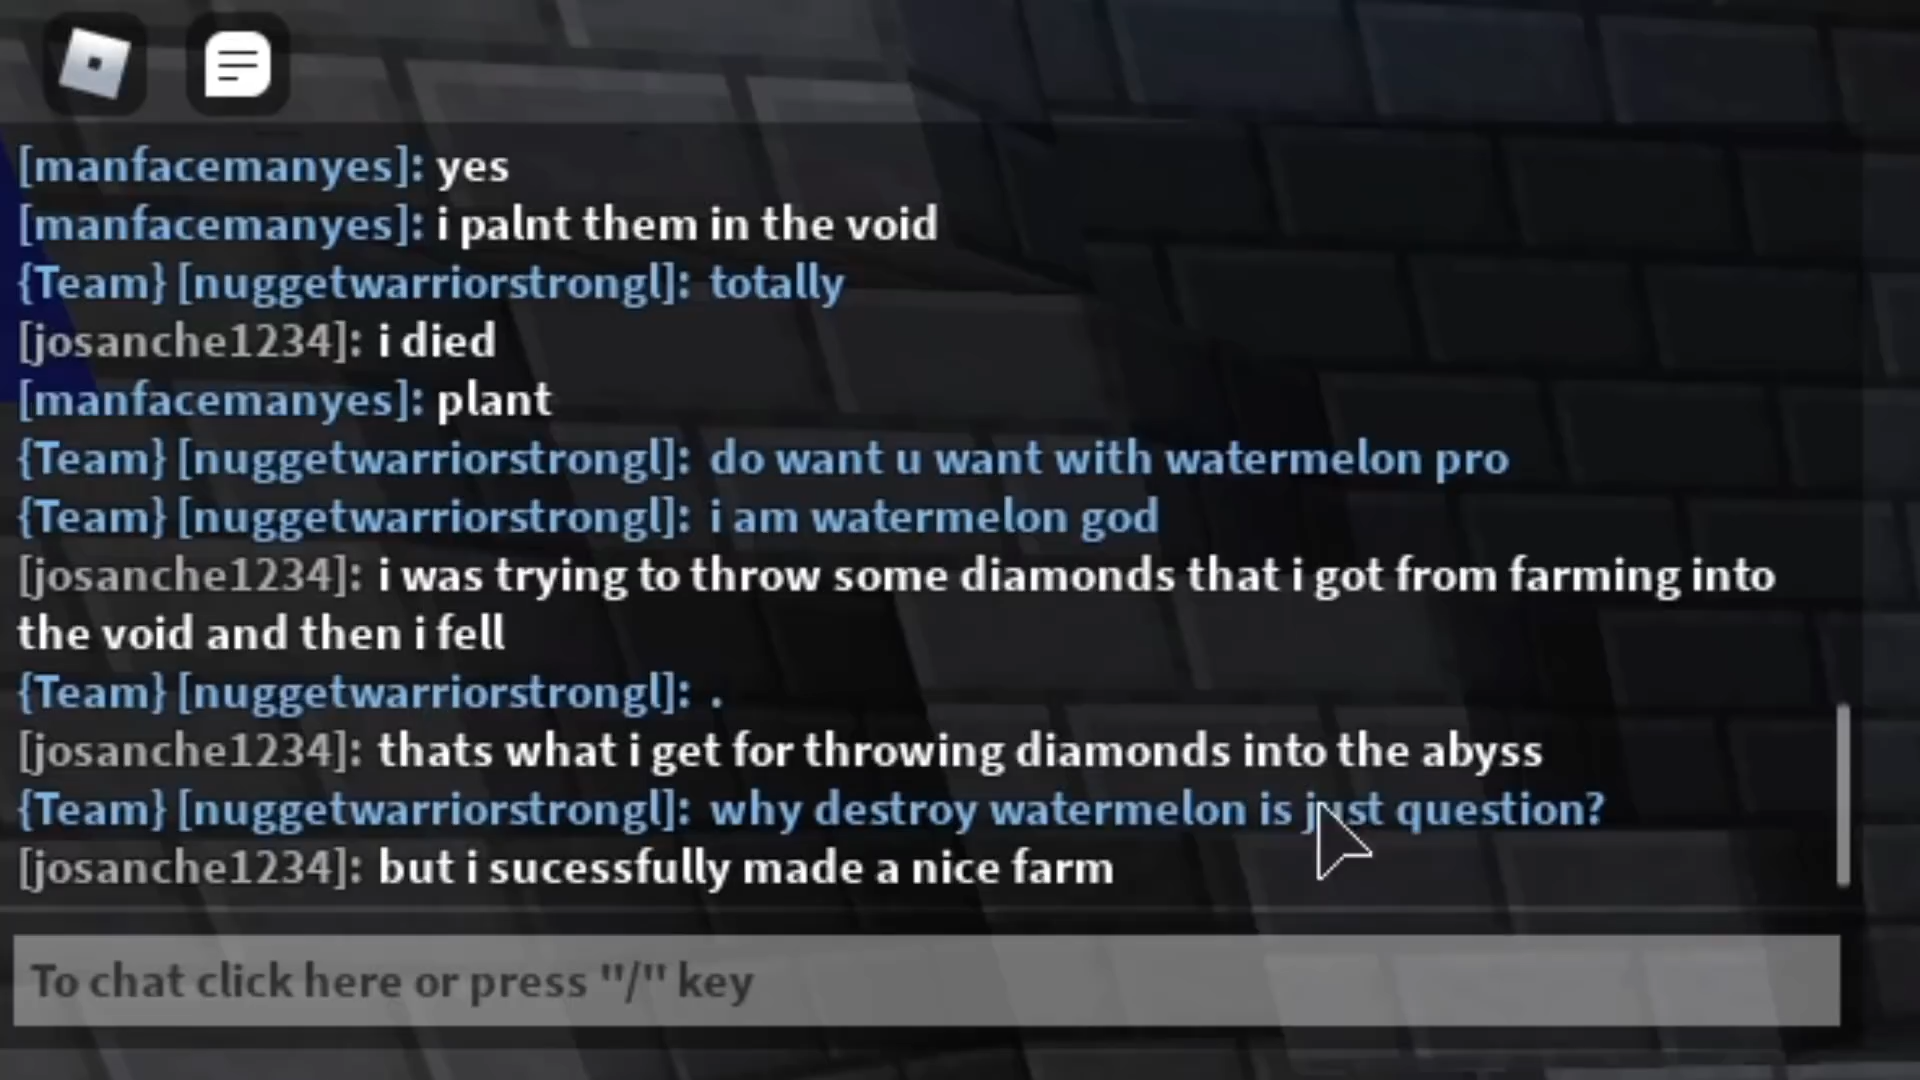 [manfacemanyes]: yes
[manfacemanyes]: i palnt them in the void
{Team} [nuggetwarriorstrongl]: totally
[josanche1234]: i died
[manfacemanyes]: plant
{Team} [nuggetwarriorstrongl]: do want u want with watermelon pro
{Team} [nuggetwarriorstrongl]: i am watermelon god
[josanche1234]: i was trying to throw some diamonds that i got from farming into
the void and then i fell
{Team} [nuggetwarriorstrongl]: .
[josanche1234]: thats what i get for throwing diamonds into the abyss
{Team} [nuggetwarriorstrongl]: why destroy watermelon is just question?
[josanche1234]: but i sucessfully made a nice farm
To chat click here or press "/" key